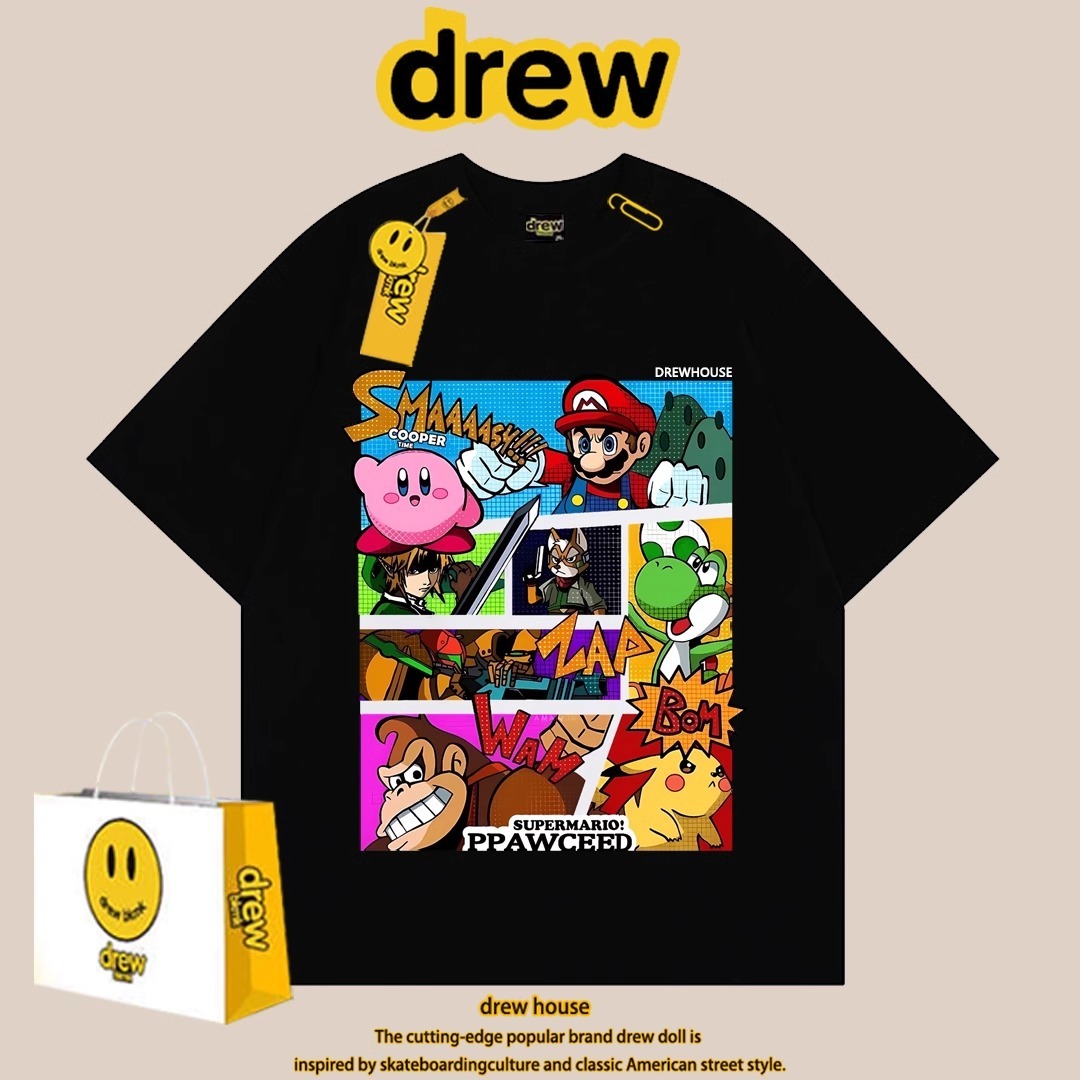 drew
drew
drew
DREWHOUSE
SMAAAASH!!!
COOPER
TIME
ZAP
BOM
WAM
SUPERMARIO!
PPAWCEED
drew
drew
drew house
The cutting-edge popular brand drew doll is
inspired by skateboardingculture and classic American street style.